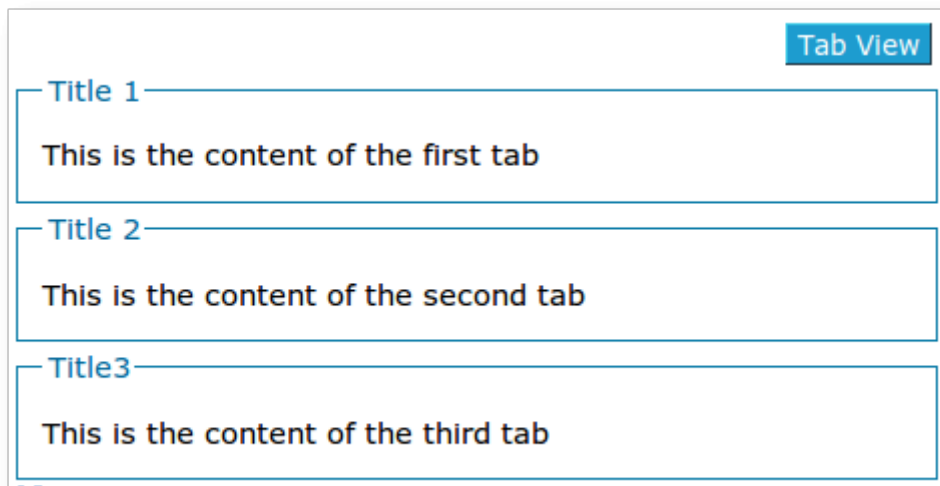 Tab View
Title 1
This is the content of the first tab
Title 2
This is the content of the second tab
Title3
This is the content of the third tab